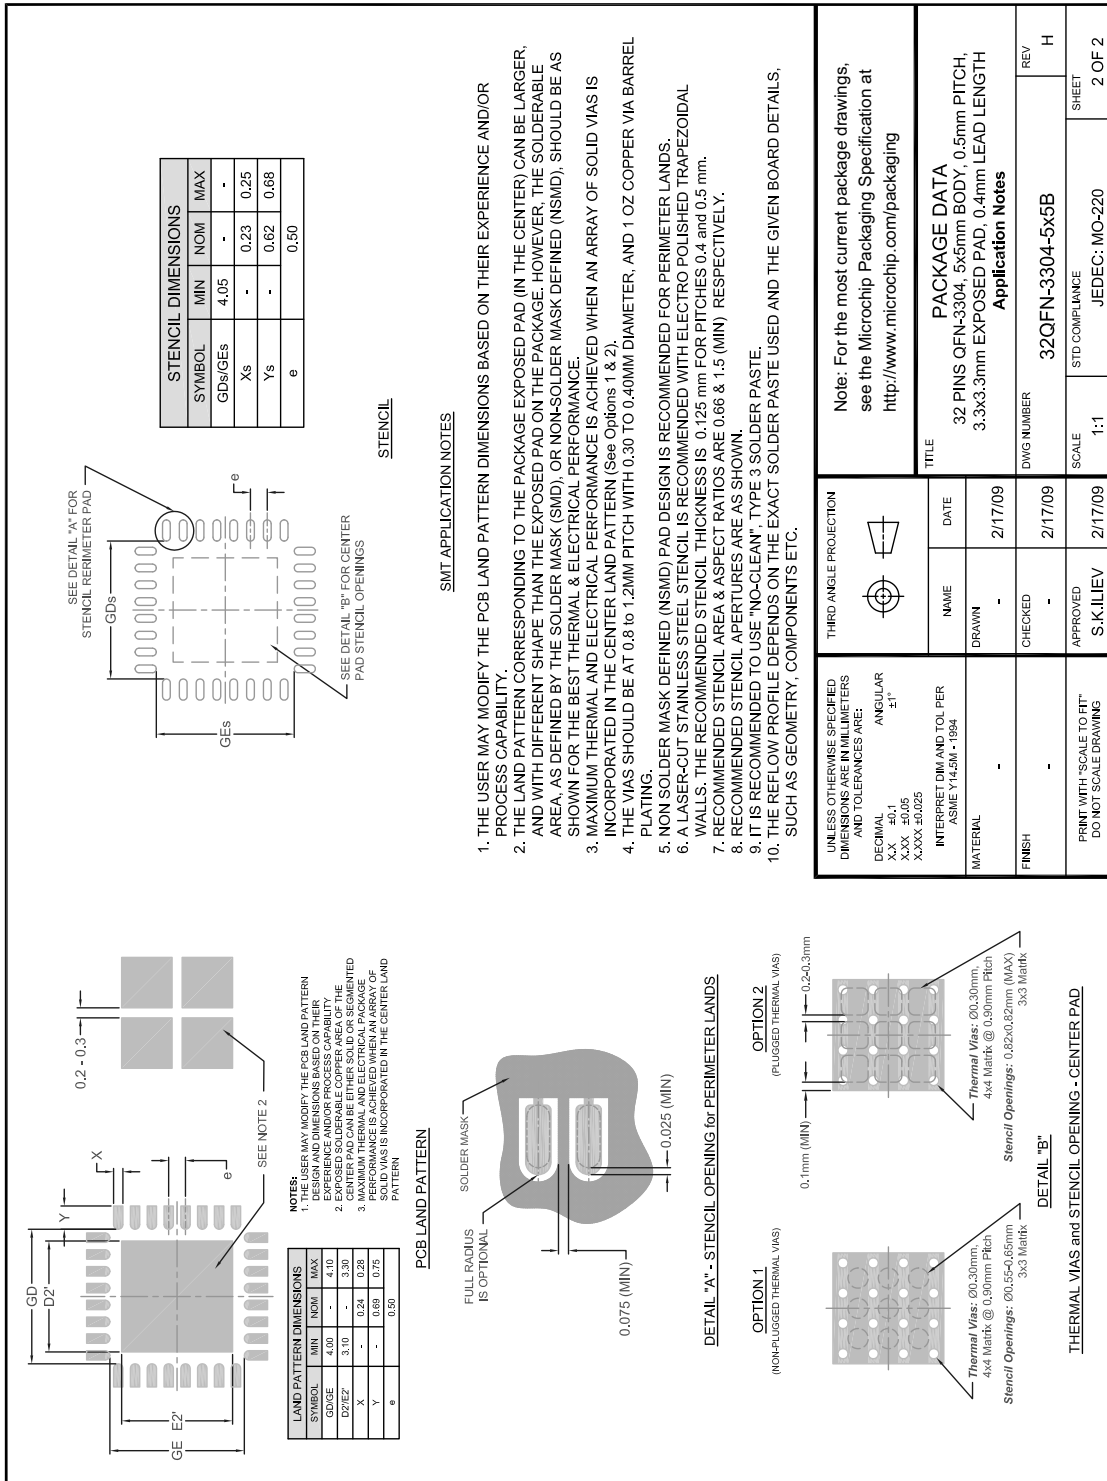 GD
D2'
GE
E2'
Y
X
e
0.2 - 0.3
SEE NOTE 2
LAND PATTERN DIMENSIONS
SYMBOL MIN NOM MAX
GD/GE 4.00 - 4.10
D2'/E2' 3.10 - 3.30
X - 0.24 0.28
Y - 0.69 0.75
e 0.50
NOTES:
1. THE USER MAY MODIFY THE PCB LAND PATTERN
DESIGN AND DIMENSIONS BASED ON THEIR
EXPERIENCE AND/OR PROCESS CAPABILITY
2. EXPOSED SOLDERABLE COPPER AREA OF THE
CENTER PAD CAN BE EITHER SOLID OR SEGMENTED
3. MAXIMUM THERMAL AND ELECTRICAL PACKAGE
PERFORMANCE IS ACHIEVED WHEN AN ARRAY OF
SOLID VIAS IS INCORPORATED IN THE CENTER LAND
PATTERN
PCB LAND PATTERN
SEE DETAIL "A" FOR
STENCIL RERIMETER PAD
GDs
GEs
e
SEE DETAIL "B" FOR CENTER
PAD STENCIL OPENINGS
STENCIL
STENCIL DIMENSIONS
SYMBOL MIN NOM MAX
GDs/GEs 4.05 - -
Xs - 0.23 0.25
Ys - 0.62 0.68
e 0.50
FULL RADIUS
IS OPTIONAL
SOLDER MASK
0.075 (MIN)
0.025 (MIN)
DETAIL "A" - STENCIL OPENING for PERIMETER LANDS
OPTION 1
(NON-PLUGGED THERMAL VIAS)
Thermal Vias: Ø0.30mm,
4x4 Matrix @ 0.90mm Pitch
Stencil Openings: Ø0.55-0.65mm
3x3 Matrix
OPTION 2
(PLUGGED THERMAL VIAS)
0.1mm (MIN)
0.2-0.3mm
Thermal Vias: Ø0.30mm,
4x4 Matrix @ 0.90mm Pitch
Stencil Openings: 0.82x0.82mm (MAX)
3x3 Matrix
DETAIL "B"
THERMAL VIAS and STENCIL OPENING - CENTER PAD
SMT APPLICATION NOTES
1. THE USER MAY MODIFY THE PCB LAND PATTERN DIMENSIONS BASED ON THEIR EXPERIENCE AND/OR
PROCESS CAPABILITY.
2. THE LAND PATTERN CORRESPONDING TO THE PACKAGE EXPOSED PAD (IN THE CENTER) CAN BE LARGER,
AND WITH DIFFERENT SHAPE THAN THE EXPOSED PAD ON THE PACKAGE. HOWEVER, THE SOLDERABLE
AREA, AS DEFINED BY THE SOLDER MASK (SMD), OR NON-SOLDER MASK DEFINED (NSMD), SHOULD BE AS
SHOWN FOR THE BEST THERMAL & ELECTRICAL PERFORMANCE.
3. MAXIMUM THERMAL AND ELECTRICAL PERFORMANCE IS ACHIEVED WHEN AN ARRAY OF SOLID VIAS IS
INCORPORATED IN THE CENTER LAND PATTERN (See Options 1 & 2).
4. THE VIAS SHOULD BE AT 0.8 to 1.2MM PITCH WITH 0.30 TO 0.40MM DIAMETER, AND 1 OZ COPPER VIA BARREL
PLATING.
5. NON SOLDER MASK DEFINED (NSMD) PAD DESIGN IS RECOMMENDED FOR PERIMETER LANDS.
6. A LASER-CUT STAINLESS STEEL STENCIL IS RECOMMENDED WITH ELECTRO POLISHED TRAPEZOIDAL
WALLS. THE RECOMMENDED STENCIL THICKNESS IS 0.125 mm FOR PITCHES 0.4 and 0.5 mm.
7. RECOMMENDED STENCIL AREA & ASPECT RATIOS ARE 0.66 & 1.5 (MIN) RESPECTIVELY.
8. RECOMMENDED STENCIL APERTURES ARE AS SHOWN.
9. IT IS RECOMMENDED TO USE "NO-CLEAN", TYPE 3 SOLDER PASTE.
10. THE REFLOW PROFILE DEPENDS ON THE EXACT SOLDER PASTE USED AND THE GIVEN BOARD DETAILS,
SUCH AS GEOMETRY, COMPONENTS ETC.
UNLESS OTHERWISE SPECIFIED
DIMENSIONS ARE IN MILLIMETERS
AND TOLERANCES ARE:
DECIMAL ANGULAR
X.X ±0.1 ±1°
X.XX ±0.05
X.XXX ±0.025
INTERPRET DIM AND TOL PER
ASME Y14.5M - 1994
MATERIAL
-
FINISH
-
PRINT WITH "SCALE TO FIT"
DO NOT SCALE DRAWING
THIRD ANGLE PROJECTION
NAME DATE
DRAWN
- 2/17/09
CHECKED
- 2/17/09
APPROVED
S.K.ILIEV 2/17/09
Note: For the most current package drawings,
see the Microchip Packaging Specification at
http://www.microchip.com/packaging
TITLE
PACKAGE DATA
32 PINS QFN-3304, 5x5mm BODY, 0.5mm PITCH,
3.3x3.3mm EXPOSED PAD, 0.4mm LEAD LENGTH
Application Notes
DWG NUMBER
32QFN-3304-5x5B
REV
H
SCALE
1:1
STD COMPLIANCE
JEDEC: MO-220
SHEET
2 OF 2